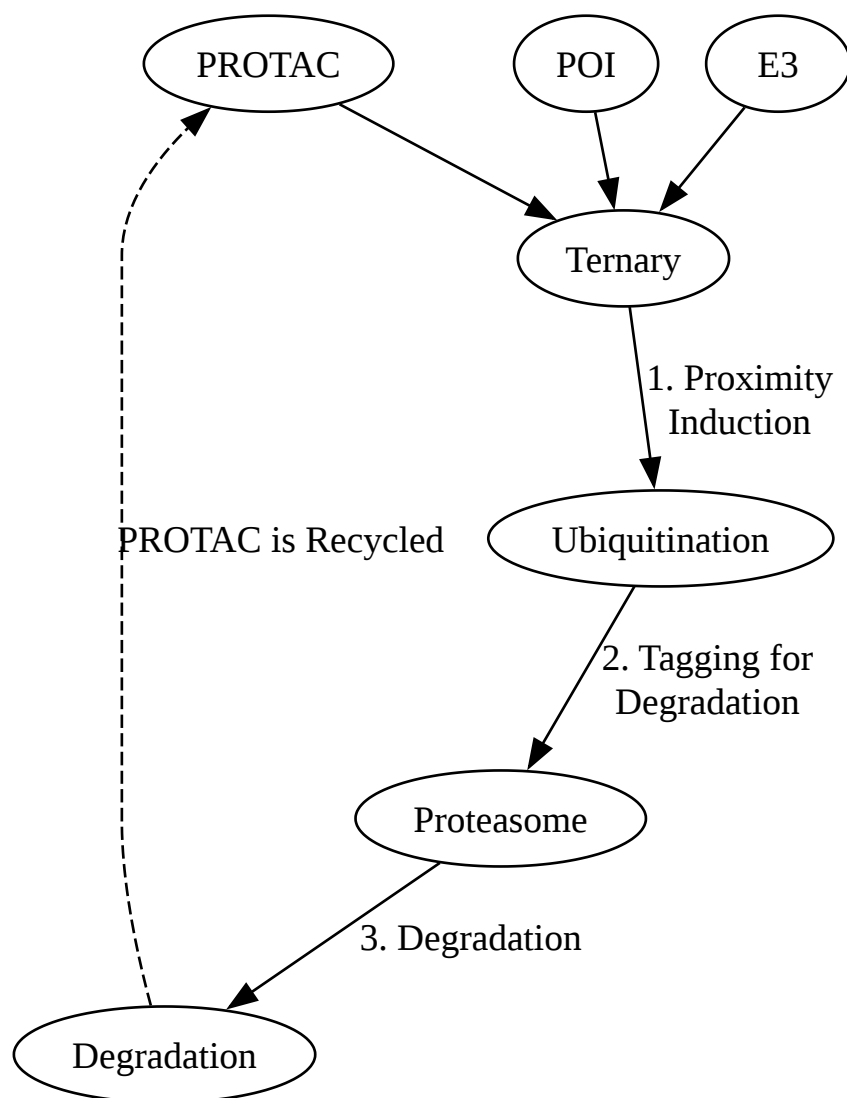 PROTAC
POI
E3
Ternary
1. Proximity
Induction
PROTAC is Recycled
Ubiquitination
2. Tagging for
Degradation
Proteasome
3. Degradation
Degradation